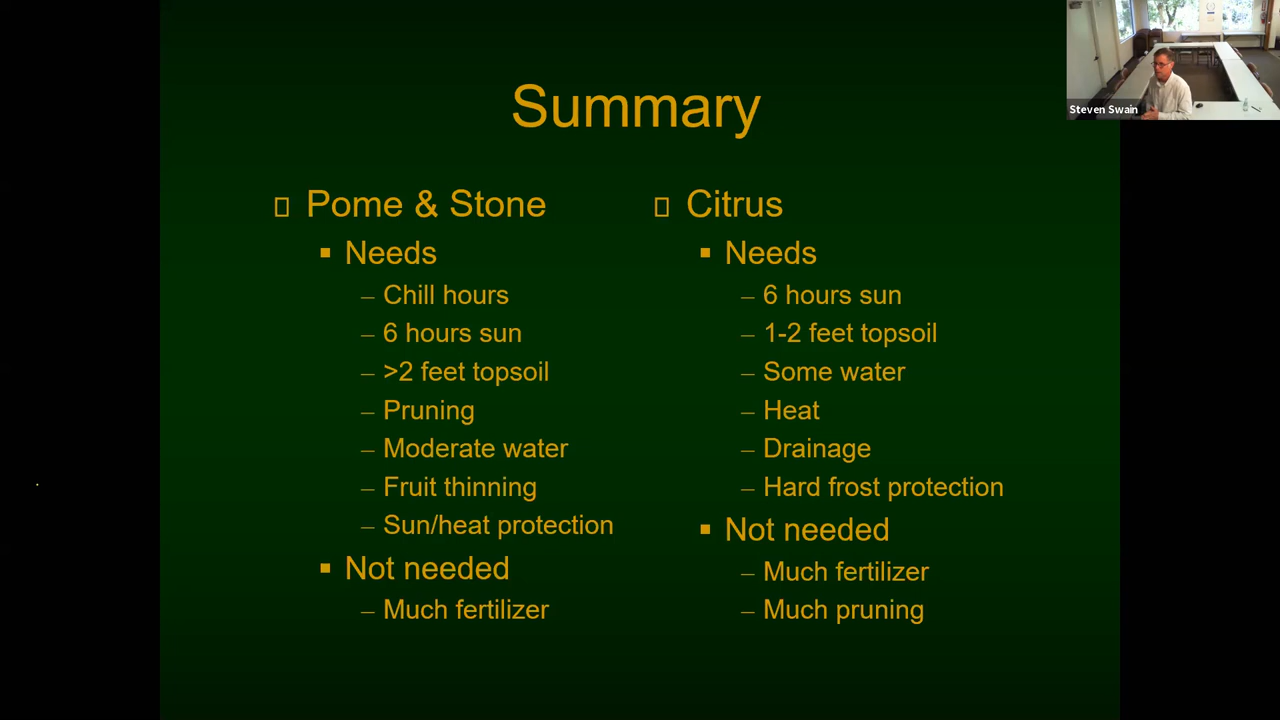 Summary
Pome & Stone
Needs
– Chill hours
– 6 hours sun
– >2 feet topsoil
– Pruning
– Moderate water
– Fruit thinning
– Sun/heat protection
Not needed
– Much fertilizer
Citrus
Needs
– 6 hours sun
– 1-2 feet topsoil
– Some water
– Heat
– Drainage
– Hard frost protection
Not needed
– Much fertilizer
– Much pruning
Steven Swain